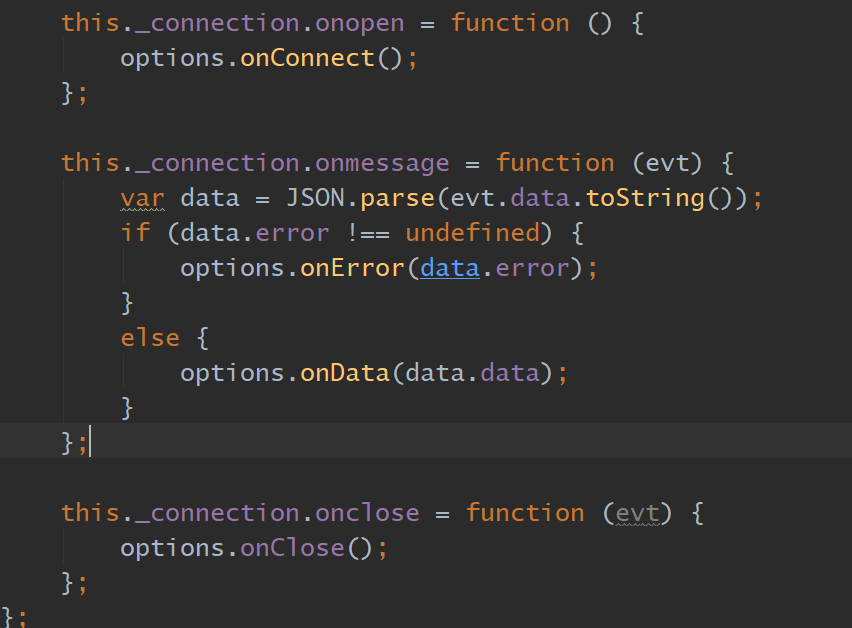 this._connection.onopen = function () {
    options.onConnect();
};
this._connection.onmessage = function (evt) {
    var data = JSON.parse(evt.data.toString());
    if (data.error !== undefined) {
        options.onError(data.error);
    }
    else {
        options.onData(data.data);
    }
};
this._connection.onclose = function (evt) {
    options.onClose();
};
};